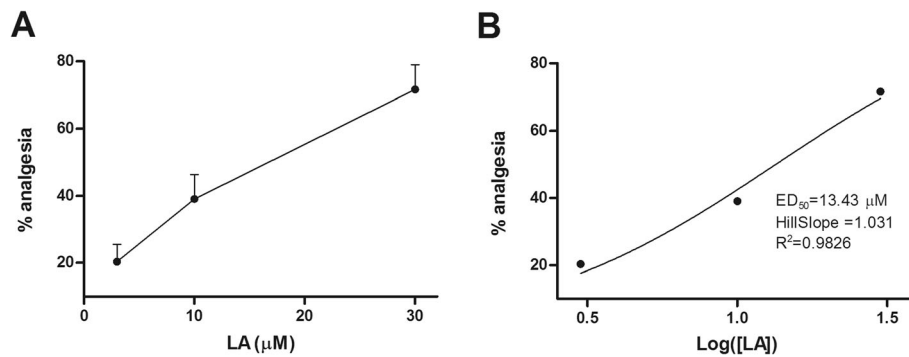 A
% analgesia
80
60
40
20
0
10
20
30
LA (μM)
B
% analgesia
80
60
40
20
0.5
1.0
1.5
Log([LA])
ED₅₀=13.43 μM
HillSlope =1.031
R²=0.9826